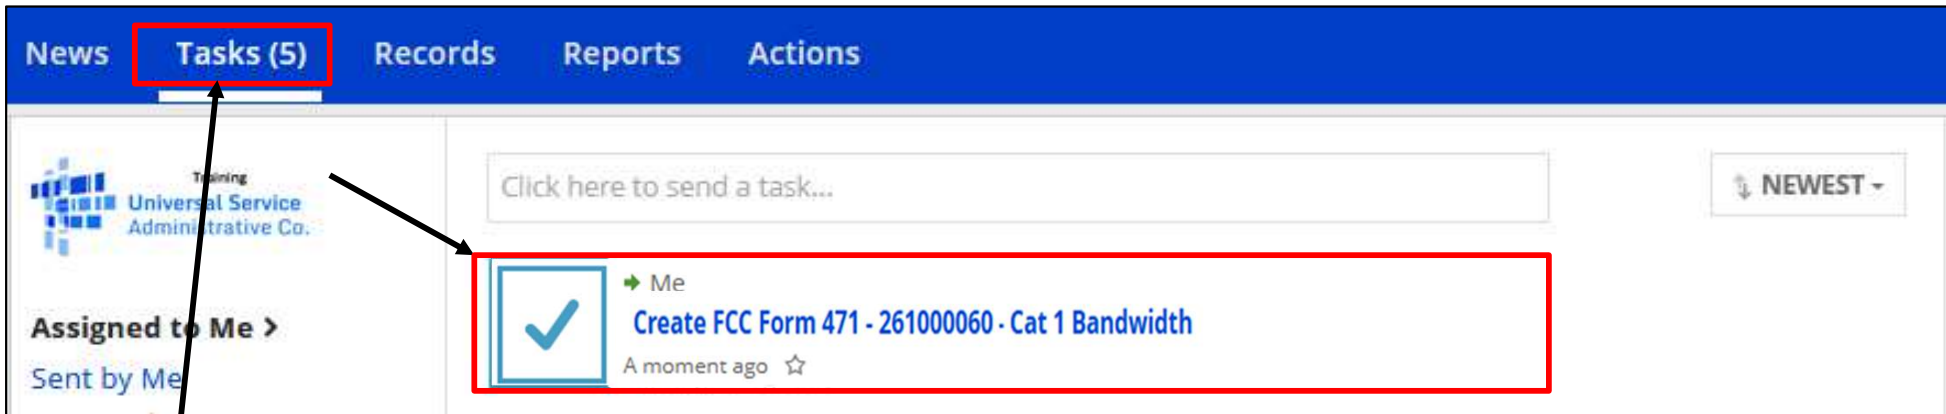 News Tasks (5) Records Reports Actions
Training
Universal Service
Administrative Co.
Click here to send a task...
NEWEST
Me
Create FCC Form 471 - 261000060 - Cat 1 Bandwidth
A moment ago
Assigned to Me >
Sent by Me